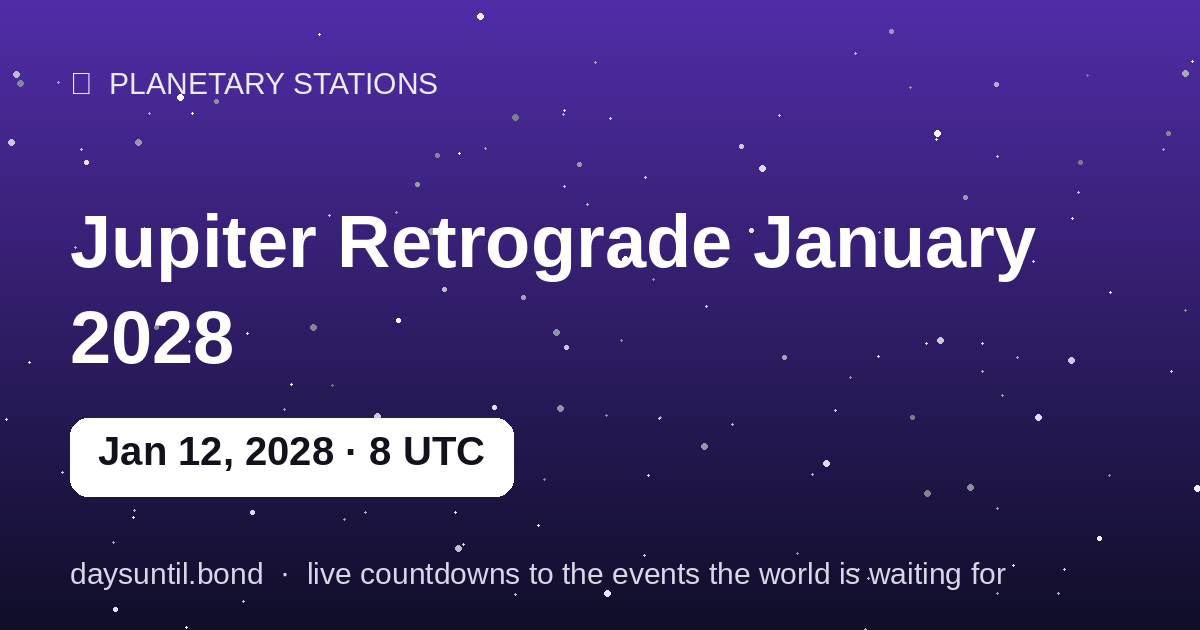 PLANETARY STATIONS
Jupiter Retrograde January
2028
Jan 12, 2028 · 8 UTC
daysuntil.bond · live countdowns to the events the world is waiting for